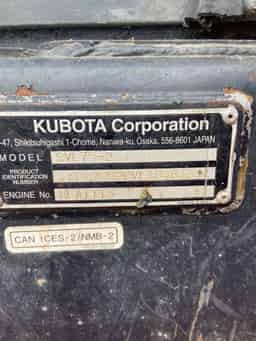 KUBOTA Corporation
-47, Shikitsuhigashi 1-Chome, Naniwa-ku, Osaka, 556-8601 JAPAN
MODEL SVL75-2
PRODUCT
IDENTIFICATION
NUMBER
ENGINE No.
CAN ICES-2/NMB-2